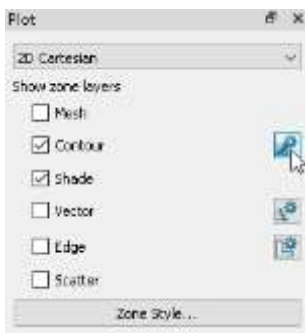 Plot
2D Cartesian
Show zone layers
Mesh
Contour
Shade
Vector
Edge
Scatter
Zone Style...